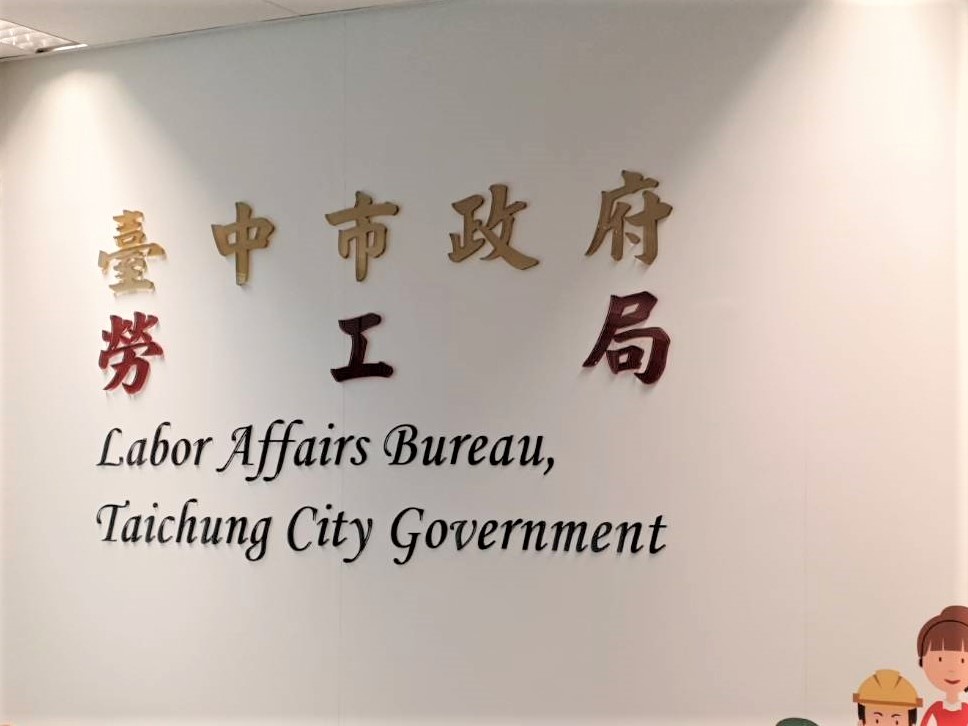 臺中市政府
勞工局
Labor Affairs Bureau,
Taichung City Government